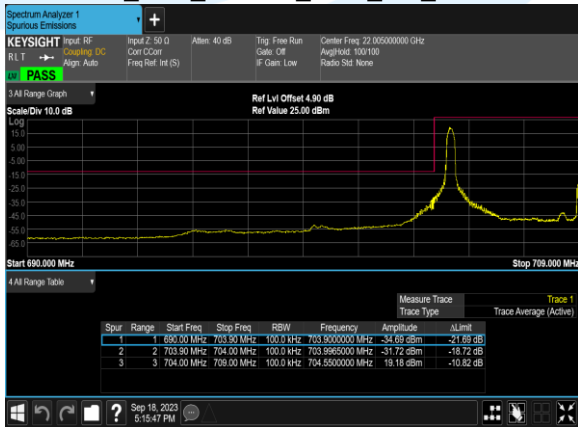 Spectrum Analyzer 1
Spurious Emissions
+
KEYSIGHT Input: RF Input Z: 50 Ω Atten: 40 dB Trig: Free Run Center Freq: 22.005000000 GHz
RLT Coupling: DC Corr CCorr Gate: Off Avg|Hold: 100/100
Align: Auto Freq Ref: Int (S) IF Gain: Low Radio Std: None
PASS
3 All Range Graph
Ref Lvl Offset 4.90 dB
Scale/Div 10.0 dB Ref Value 25.00 dBm
Log
15.0
5.00
-5.00
-15.0
-25.0
-35.0
-45.0
-55.0
-65.0
Start 690.000 MHz Stop 709.000 MHz
4 All Range Table
Measure Trace Trace 1
Trace Type Trace Average (Active)
Spur Range Start Freq Stop Freq RBW Frequency Amplitude ΔLimit
1 1 690.00 MHz 703.90 MHz 100.0 kHz 703.9000000 MHz -34.69 dBm -21.69 dB
2 2 703.90 MHz 704.00 MHz 100.0 kHz 703.9965000 MHz -31.72 dBm -18.72 dB
3 3 704.00 MHz 709.00 MHz 100.0 kHz 704.5500000 MHz 19.18 dBm -10.82 dB
? Sep 18, 2023
5:15:47 PM